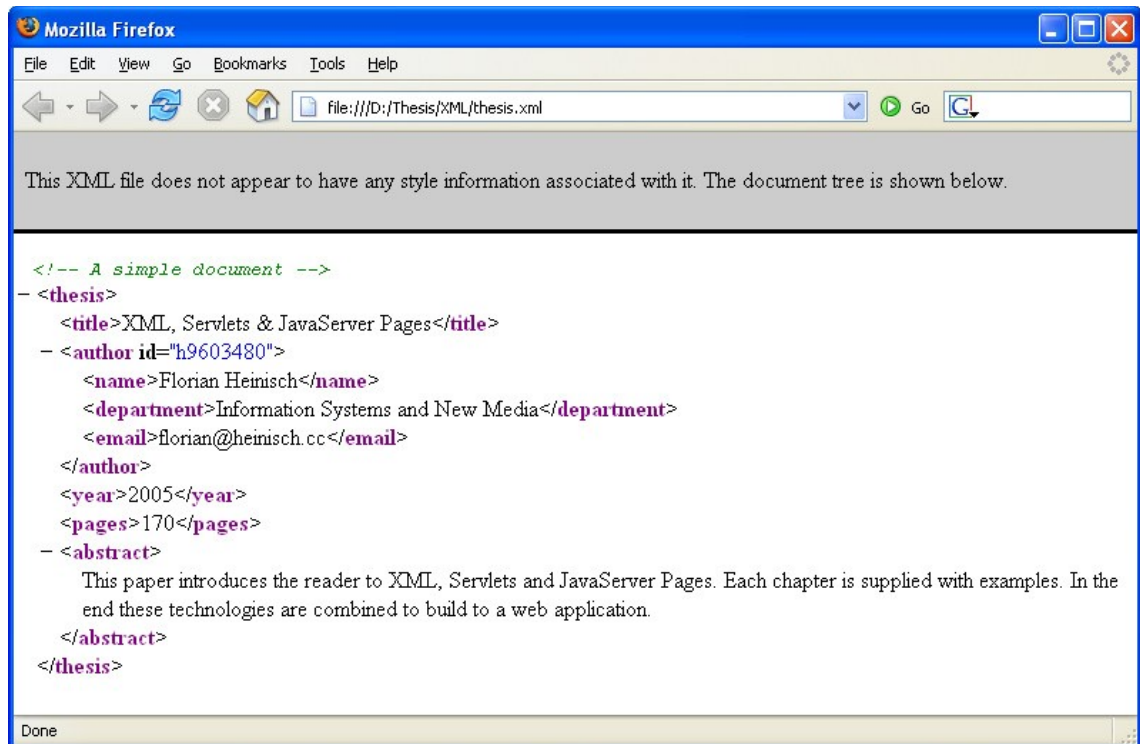 Mozilla Firefox
File Edit View Go Bookmarks Tools Help
file:///D:/Thesis/XML/thesis.xml Go G
This XML file does not appear to have any style information associated with it. The document tree is shown below.
<!-- A simple document -->
− <thesis>
<title>XML, Servlets & JavaServer Pages</title>
− <author id="h9603480">
<name>Florian Heinisch</name>
<department>Information Systems and New Media</department>
<email>florian@heinisch.cc</email>
</author>
<year>2005</year>
<pages>170</pages>
− <abstract>
This paper introduces the reader to XML, Servlets and JavaServer Pages. Each chapter is supplied with examples. In the
end these technologies are combined to build to a web application.
</abstract>
</thesis>
Done